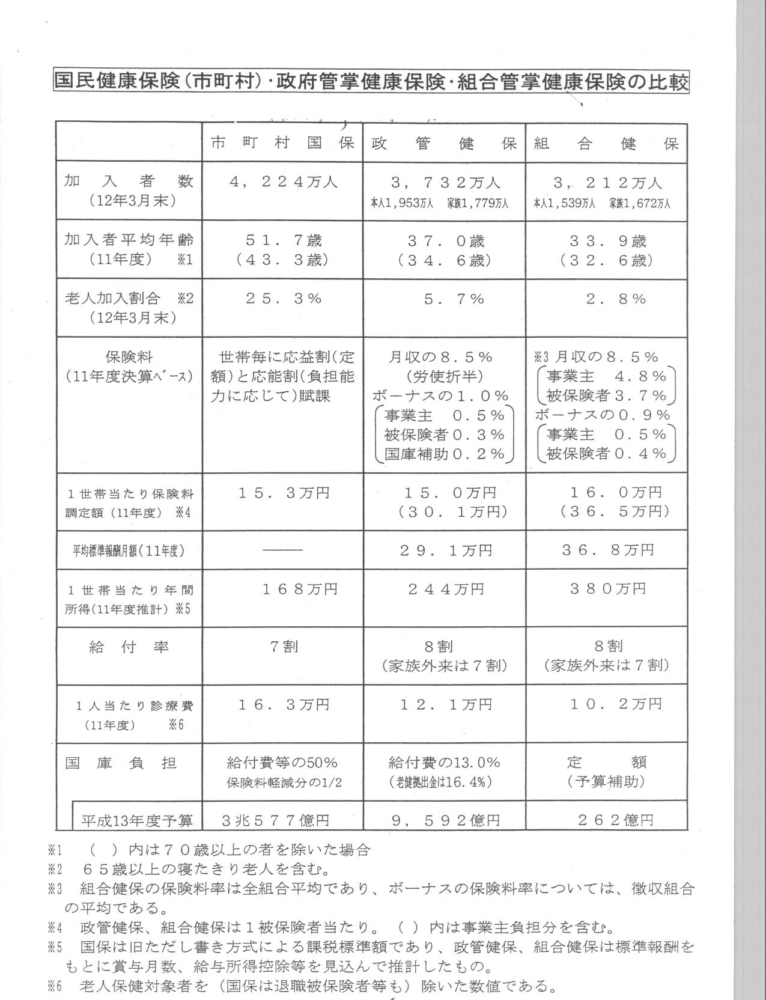 国民健康保険(市町村)・政府管掌健康保険・組合管掌健康保険の比較
市町村国保 政管健保 組合健保
加入者数 4,224万人 3,732万人 3,212万人
(12年3月末) 本人1,953万人 家族1,779万人 本人1,539万人 家族1,672万人
加入者平均年齢 51.7歳 37.0歳 33.9歳
(11年度) ※1 (43.3歳) (34.6歳) (32.6歳)
老人加入割合 ※2 25.3% 5.7% 2.8%
(12年3月末)
保険料 世帯毎に応益割(定 月収の8.5% ※3月収の8.5%
(11年度決算ベース) 額)と応能割(負担能 (労使折半) 事業主 4.8%
力に応じて)賦課 ボーナスの1.0% 被保険者3.7%
事業主 0.5% ボーナスの0.9%
被保険者0.3% 事業主 0.5%
国庫補助0.2% 被保険者0.4%
1世帯当たり保険料 15.3万円 15.0万円 16.0万円
調定額(11年度) ※4 (30.1万円) (36.5万円)
平均標準報酬月額(11年度) ―― 29.1万円 36.8万円
1世帯当たり年間 168万円 244万円 380万円
所得(11年度推計)※5
給付率 7割 8割 8割
(家族外来は7割) (家族外来は7割)
1人当たり診療費 16.3万円 12.1万円 10.2万円
(11年度) ※6
国庫負担 給付費等の50% 給付費の13.0% 定額
保険料軽減分の1/2 (老健拠出金は16.4%) (予算補助)
平成13年度予算 3兆577億円 9,592億円 262億円
※1 ( )内は70歳以上の者を除いた場合
※2 65歳以上の寝たきり老人を含む。
※3 組合健保の保険料率は全組合平均であり、ボーナスの保険料率については、徴収組合
の平均である。
※4 政管健保、組合健保は1被保険者当たり。( )内は事業主負担分を含む。
※5 国保は旧ただし書き方式による課税標準額であり、政管健保、組合健保は標準報酬を
もとに賞与月数、給与所得控除等を見込んで推計したもの。
※6 老人保健対象者を(国保は退職被保険者等も)除いた数値である。